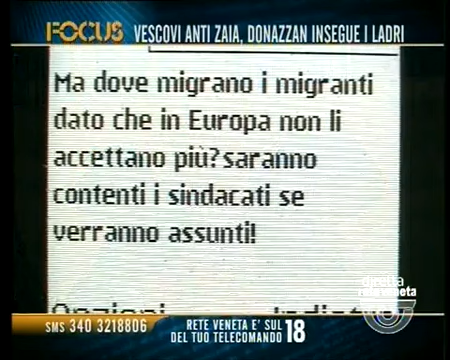 FOCUS VESCOVI ANTI ZAIA, DONAZZAN INSEGUE I LADRI
Ma dove migrano i migranti
dato che in Europa non li
accettano più?saranno
contenti i sindacati se
verranno assunti!
Opzioni
SMS 340 3218806
RETE VENETA E' SUL
DEL TUO TELECOMANDO 18